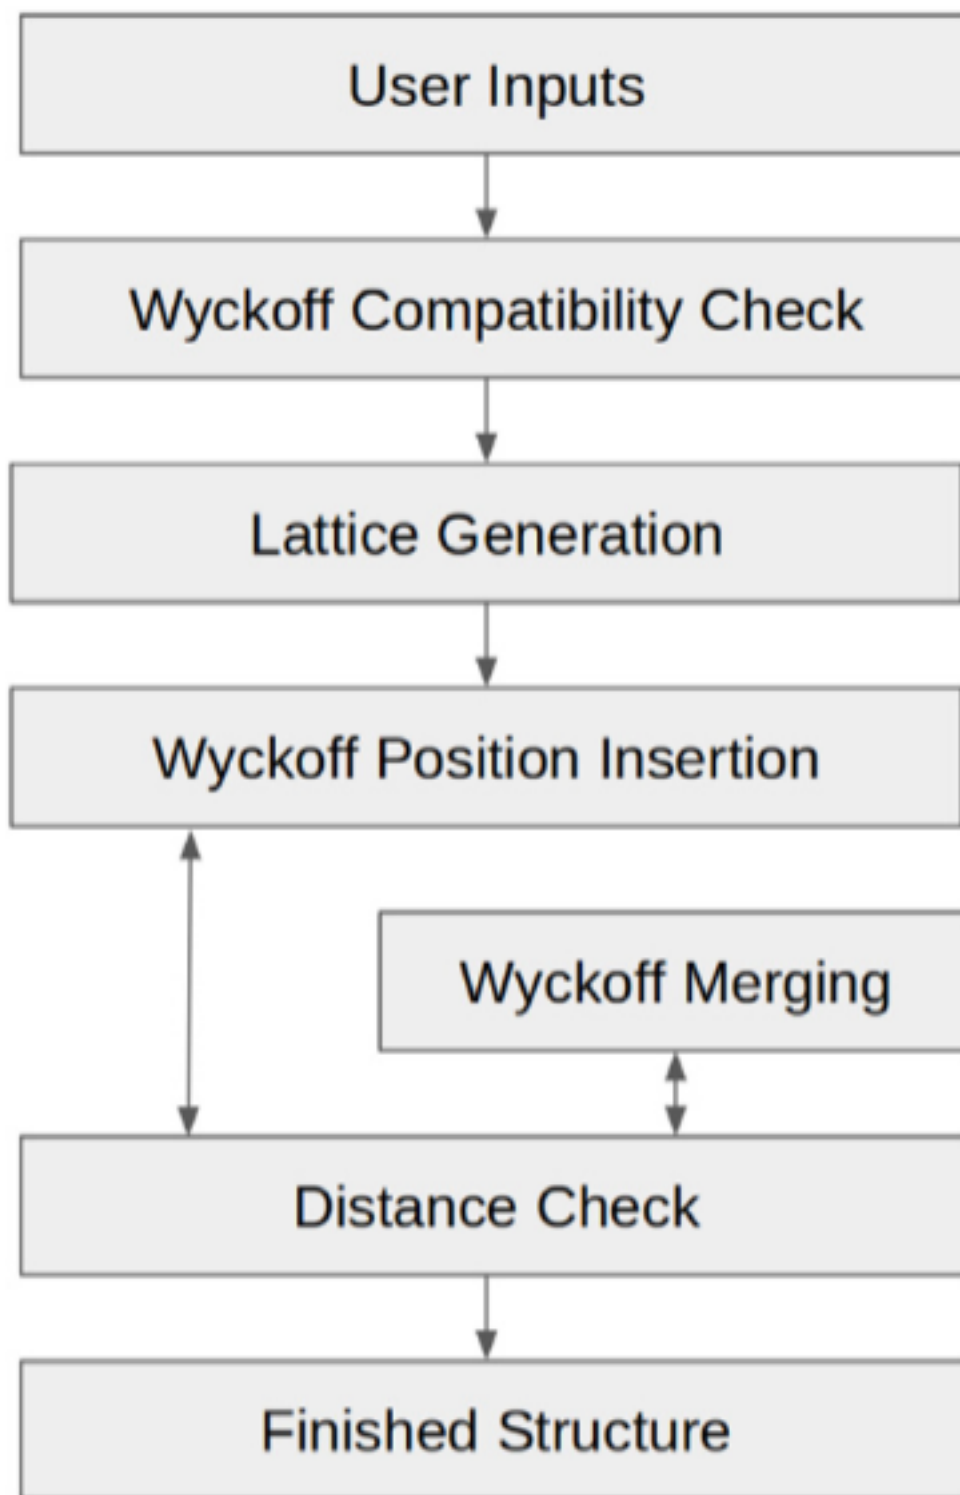 User Inputs
Wyckoff Compatibility Check
Lattice Generation
Wyckoff Position Insertion
Wyckoff Merging
Distance Check
Finished Structure